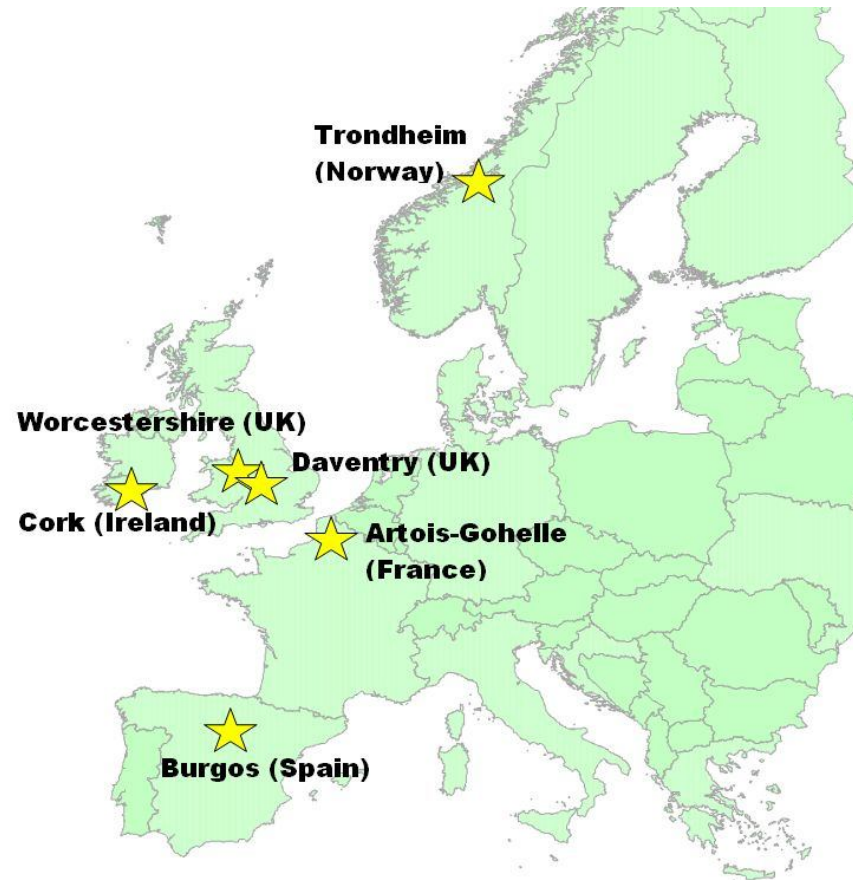 Trondheim
(Norway)
Worcestershire (UK)
Daventry (UK)
Cork (Ireland)
Artois-Gohelle
(France)
Burgos (Spain)